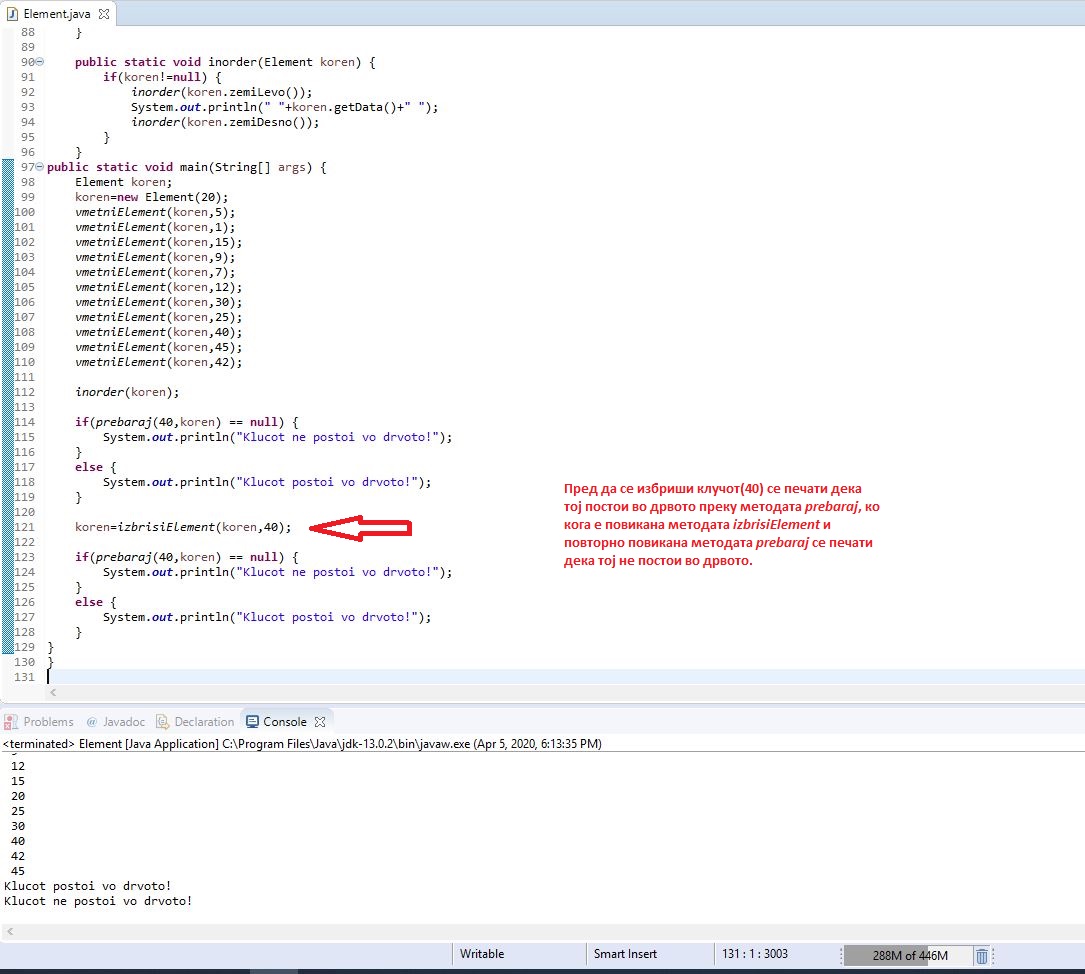 Element.java
88 }
89
90 public static void inorder(Element koren) {
91 if(koren!=null) {
92 inorder(koren.zemiLevo());
93 System.out.println(" "+koren.getData()+" ");
94 inorder(koren.zemiDesno());
95 }
96 }
97 public static void main(String[] args) {
98 Element koren;
99 koren=new Element(20);
100 vmetniElement(koren,5);
101 vmetniElement(koren,1);
102 vmetniElement(koren,15);
103 vmetniElement(koren,9);
104 vmetniElement(koren,7);
105 vmetniElement(koren,12);
106 vmetniElement(koren,30);
107 vmetniElement(koren,25);
108 vmetniElement(koren,40);
109 vmetniElement(koren,45);
110 vmetniElement(koren,42);
111
112 inorder(koren);
113
114 if(prebaraj(40,koren) == null) {
115 System.out.println("Klucot ne postoi vo drvoto!");
116 }
117 else {
118 System.out.println("Klucot postoi vo drvoto!");
119 }
120
121 koren=izbrisiElement(koren,40);
122
123 if(prebaraj(40,koren) == null) {
124 System.out.println("Klucot ne postoi vo drvoto!");
125 }
126 else {
127 System.out.println("Klucot postoi vo drvoto!");
128 }
129 }
130 }
131
Пред да се избриши клучот(40) се печати дека
тој постои во дрвото преку методата prebaraj, ко
кога е повикана методата izbrisiElement и
повторно повикана методата prebaraj се печати
дека тој не постои во дрвото.
Problems @ Javadoc Declaration Console
<terminated> Element [Java Application] C:\Program Files\Java\jdk-13.0.2\bin\javaw.exe (Apr 5, 2020, 6:13:35 PM)
12
15
20
25
30
40
42
45
Klucot postoi vo drvoto!
Klucot ne postoi vo drvoto!
Writable Smart Insert 131 : 1 : 3003 288M of 446M